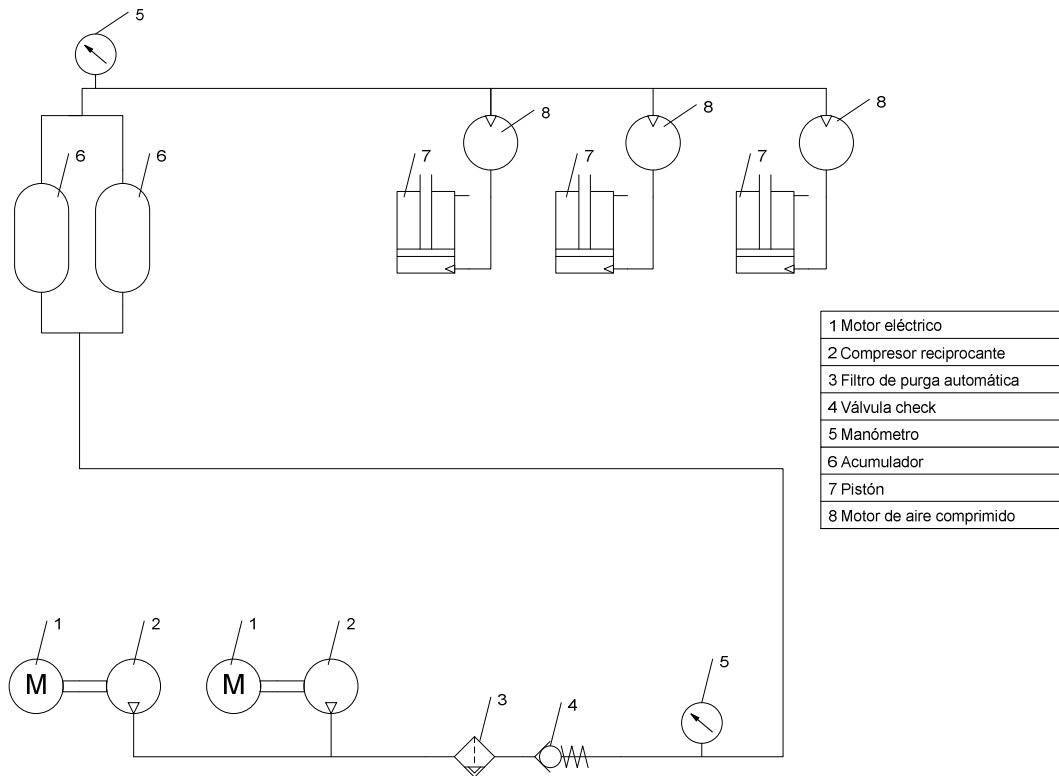 5
8
8
8
7
7
7
6
6
1 Motor eléctrico
2 Compresor reciprocante
3 Filtro de purga automática
4 Válvula check
5 Manómetro
6 Acumulador
7 Pistón
8 Motor de aire comprimido
1
2
1
2
M
M
5
3
4